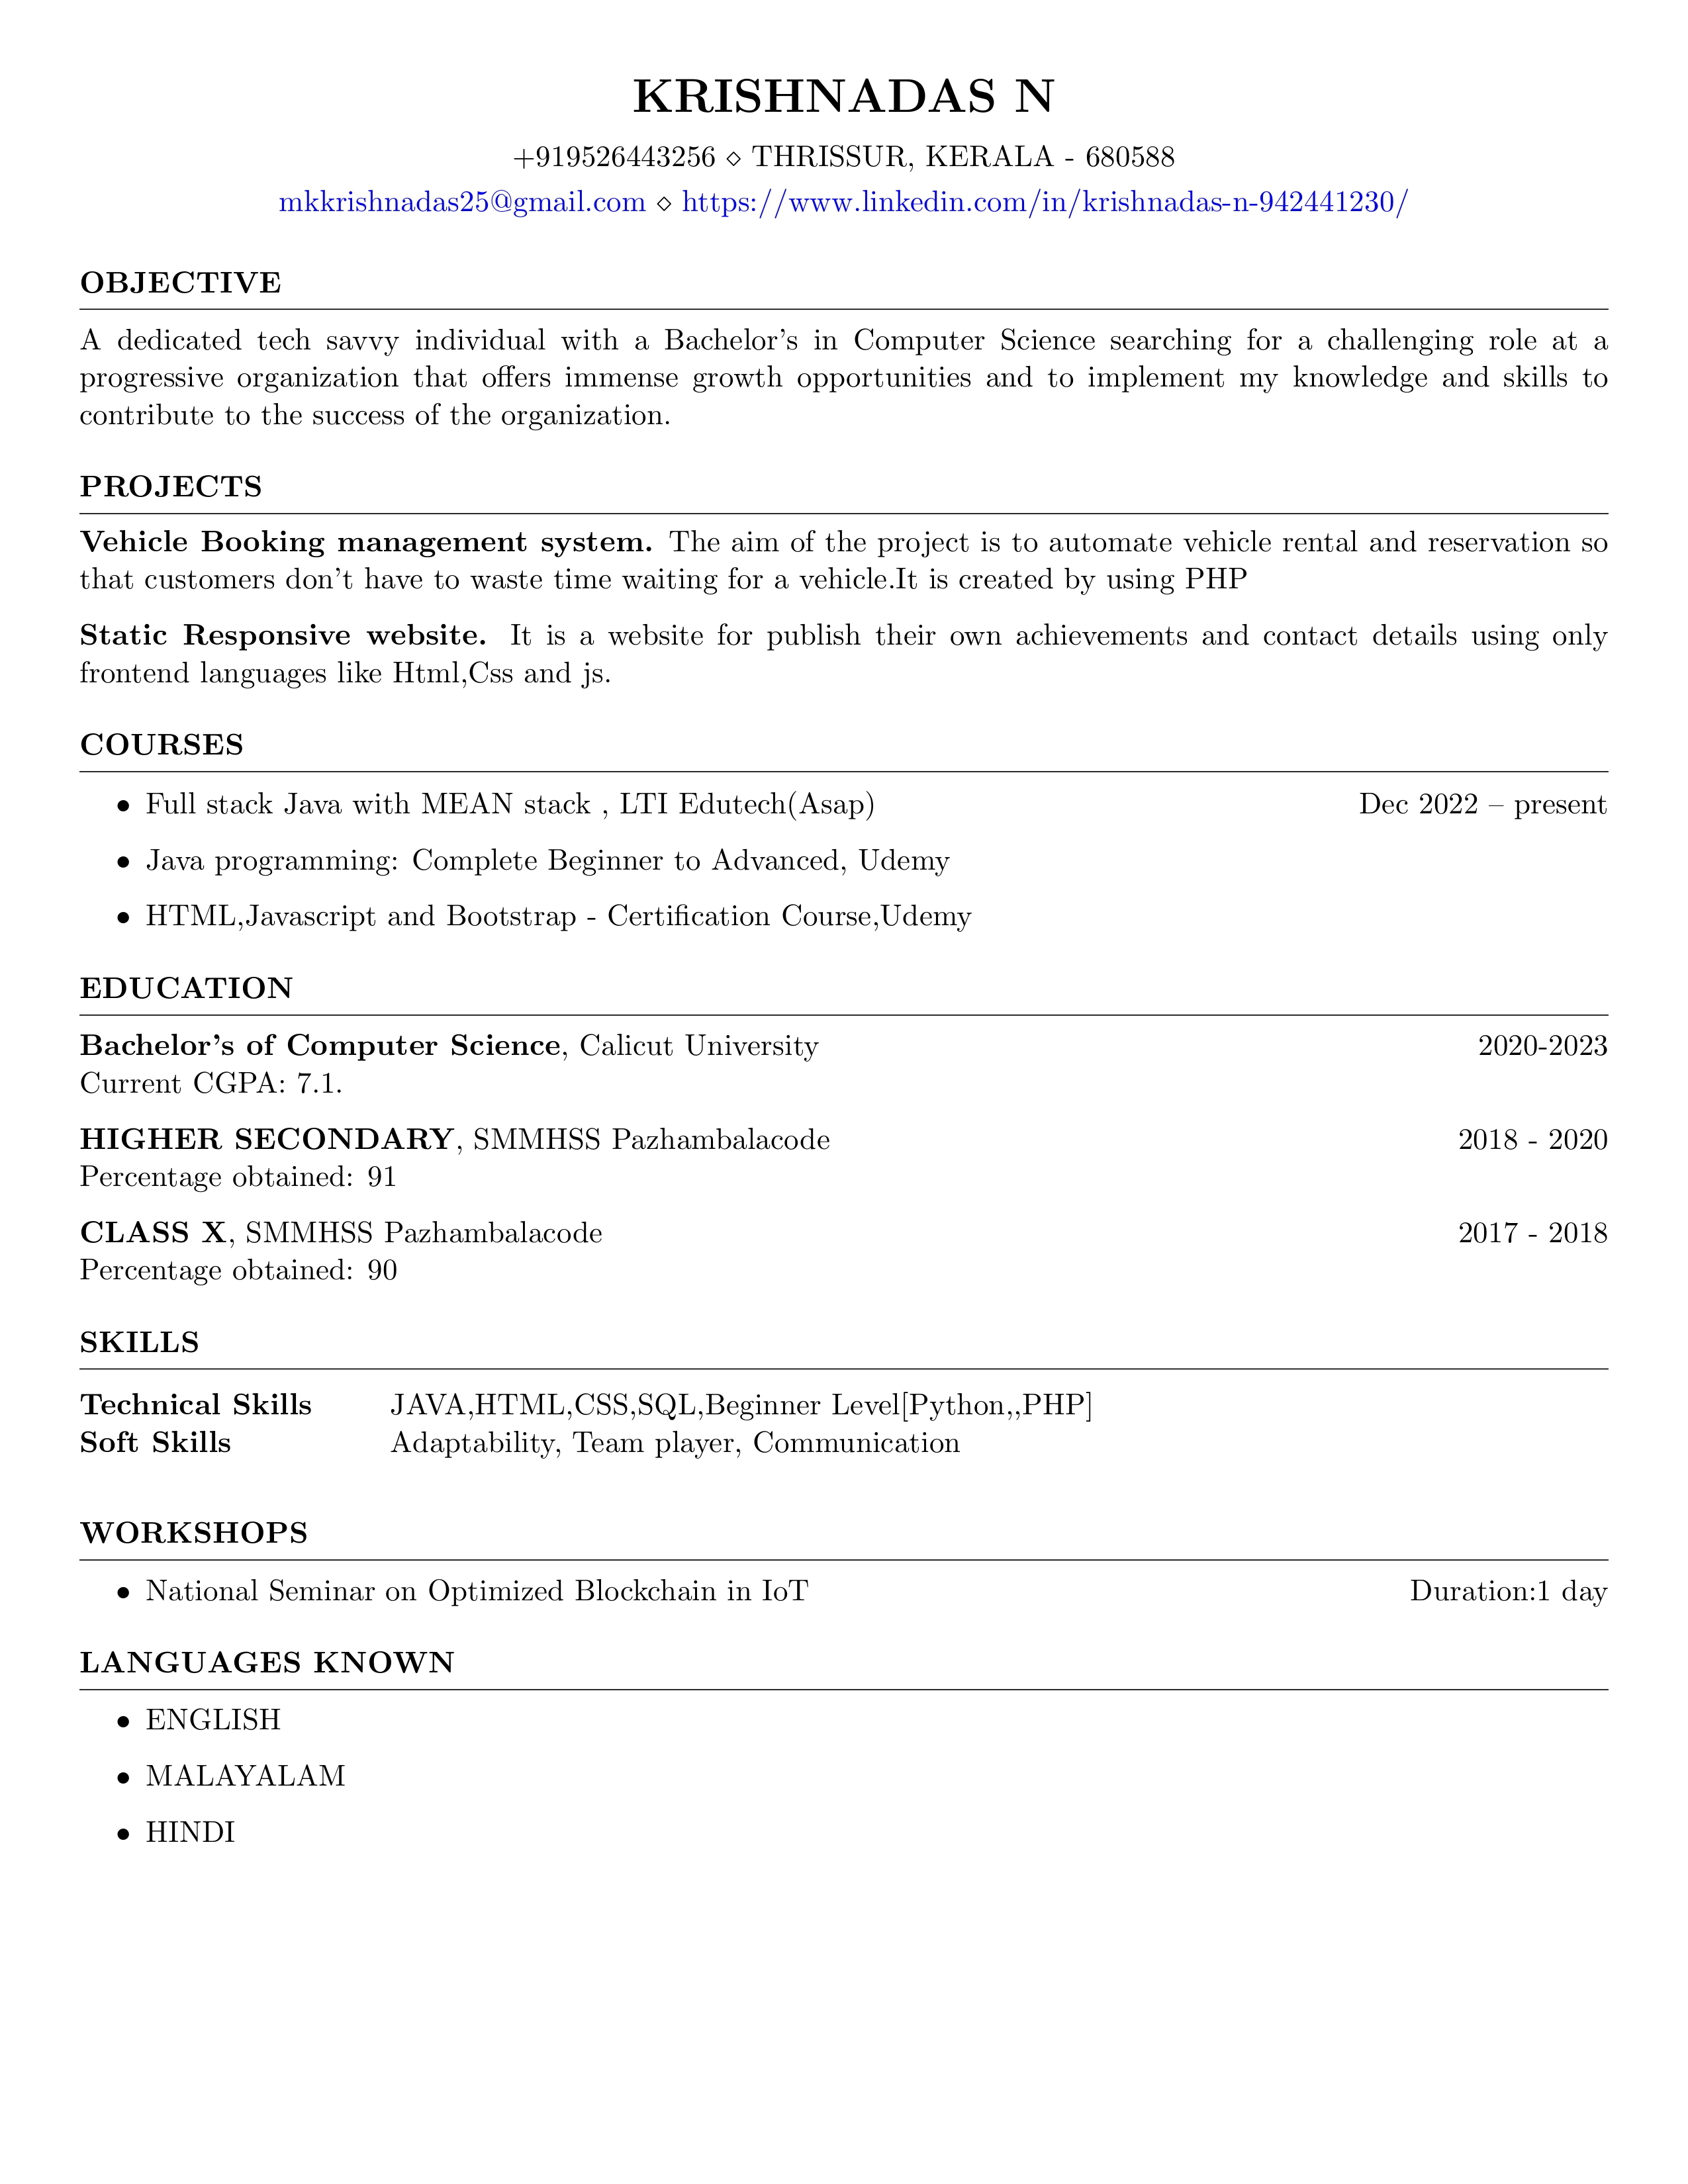 KRISHNADAS N
+919526443256 ⋄ THRISSUR, KERALA - 680588
mkkrishnadas25@gmail.com ⋄ https://www.linkedin.com/in/krishnadas-n-942441230/
OBJECTIVE
A dedicated tech savvy individual with a Bachelor's in Computer Science searching for a challenging role at a
progressive organization that offers immense growth opportunities and to implement my knowledge and skills to
contribute to the success of the organization.
PROJECTS
Vehicle Booking management system. The aim of the project is to automate vehicle rental and reservation so
that customers don't have to waste time waiting for a vehicle.It is created by using PHP
Static Responsive website. It is a website for publish their own achievements and contact details using only
frontend languages like Html,Css and js.
COURSES
• Full stack Java with MEAN stack , LTI Edutech(Asap) Dec 2022 – present
• Java programming: Complete Beginner to Advanced, Udemy
• HTML,Javascript and Bootstrap - Certification Course,Udemy
EDUCATION
Bachelor's of Computer Science, Calicut University 2020-2023
Current CGPA: 7.1.
HIGHER SECONDARY, SMMHSS Pazhambalacode 2018 - 2020
Percentage obtained: 91
CLASS X, SMMHSS Pazhambalacode 2017 - 2018
Percentage obtained: 90
SKILLS
Technical Skills JAVA,HTML,CSS,SQL,Beginner Level[Python,,PHP]
Soft Skills Adaptability, Team player, Communication
WORKSHOPS
• National Seminar on Optimized Blockchain in IoT Duration:1 day
LANGUAGES KNOWN
• ENGLISH
• MALAYALAM
• HINDI